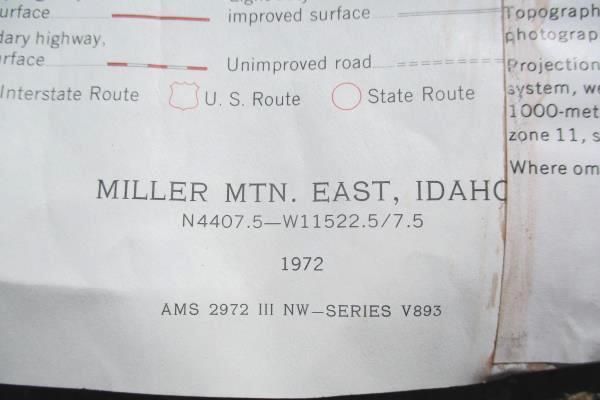 urface
improved surface
dary highway,
rface
Unimproved road
Interstate Route
U. S. Route
State Route
MILLER MTN. EAST, IDAHO
N4407.5—W11522.5/7.5
1972
AMS 2972 III NW—SERIES V893
Topograph
photograp
Projection
system, we
1000-met
zone 11, s
Where om